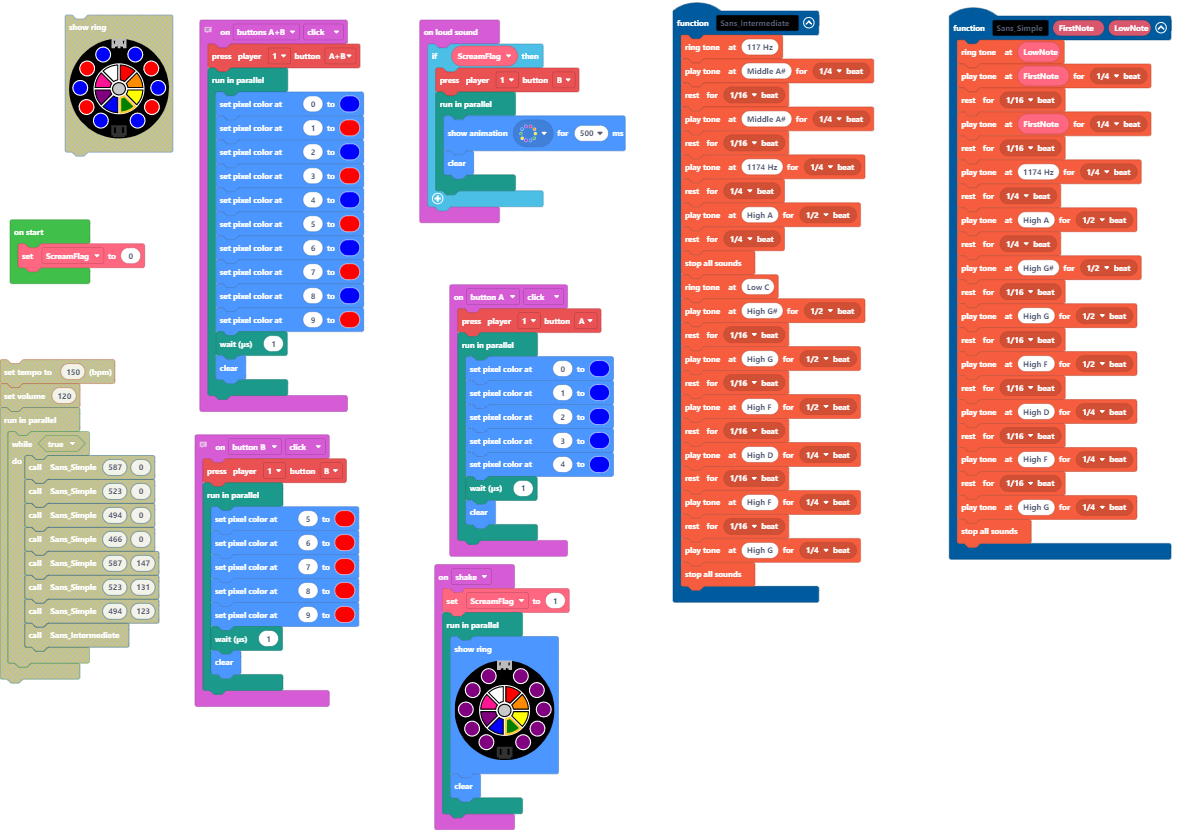 show ring
on start
set ScreamFlag to 0
set tempo to 150 (bpm)
set volume 120
run in parallel
while true
do
call Sans_Simple 587 0
call Sans_Simple 523 0
call Sans_Simple 494 0
call Sans_Simple 466 0
call Sans_Simple 587 147
call Sans_Simple 523 131
call Sans_Simple 494 123
call Sans_Intermediate
on buttons A+B click
press player 1 button A+B
run in parallel
set pixel color at 0 to
set pixel color at 1 to
set pixel color at 2 to
set pixel color at 3 to
set pixel color at 4 to
set pixel color at 5 to
set pixel color at 6 to
set pixel color at 7 to
set pixel color at 8 to
set pixel color at 9 to
wait (µs) 1
clear
on button B click
press player 1 button B
run in parallel
set pixel color at 5 to
set pixel color at 6 to
set pixel color at 7 to
set pixel color at 8 to
set pixel color at 9 to
wait (µs) 1
clear
on loud sound
if ScreamFlag then
press player 1 button B
run in parallel
show animation for 500 ms
clear
on button A click
press player 1 button A
run in parallel
set pixel color at 0 to
set pixel color at 1 to
set pixel color at 2 to
set pixel color at 3 to
set pixel color at 4 to
wait (µs) 1
clear
on shake
set ScreamFlag to 1
run in parallel
show ring
clear
function Sans_Intermediate
ring tone at 117 Hz
play tone at Middle A# for 1/4 beat
rest for 1/16 beat
play tone at Middle A# for 1/4 beat
rest for 1/16 beat
play tone at 1174 Hz for 1/4 beat
rest for 1/4 beat
play tone at High A for 1/2 beat
rest for 1/4 beat
stop all sounds
ring tone at Low C
play tone at High G# for 1/2 beat
rest for 1/16 beat
play tone at High G for 1/2 beat
rest for 1/16 beat
play tone at High F for 1/2 beat
rest for 1/16 beat
play tone at High D for 1/4 beat
rest for 1/16 beat
play tone at High F for 1/4 beat
rest for 1/16 beat
play tone at High G for 1/4 beat
stop all sounds
function Sans_Simple FirstNote LowNote
ring tone at LowNote
play tone at FirstNote for 1/4 beat
rest for 1/16 beat
play tone at FirstNote for 1/4 beat
rest for 1/16 beat
play tone at 1174 Hz for 1/4 beat
rest for 1/4 beat
play tone at High A for 1/2 beat
rest for 1/4 beat
play tone at High G# for 1/2 beat
rest for 1/16 beat
play tone at High G for 1/2 beat
rest for 1/16 beat
play tone at High F for 1/2 beat
rest for 1/16 beat
play tone at High D for 1/4 beat
rest for 1/16 beat
play tone at High F for 1/4 beat
rest for 1/16 beat
play tone at High G for 1/4 beat
stop all sounds